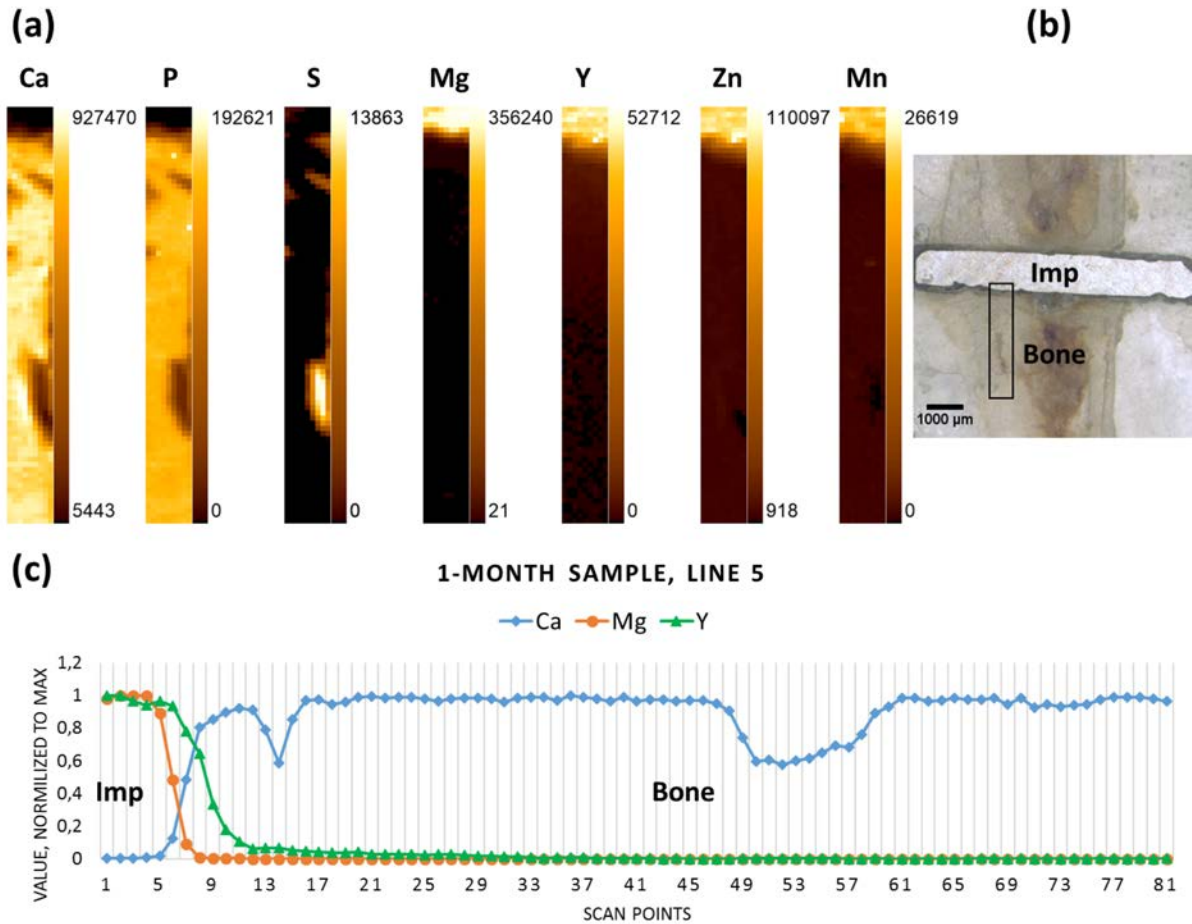 (a)
(b)
Ca P S Mg Y Zn Mn
927470 192621 13863 356240 52712 110097 26619
5443 0 0 21 0 918 0
Imp
Bone
1000 µm
(c)
1-MONTH SAMPLE, LINE 5
Ca Mg Y
1,2
1
0,8
0,6
0,4
0,2
0
VALUE, NORMILIZED TO MAX
Imp
Bone
1 5 9 13 17 21 25 29 33 37 41 45 49 53 57 61 65 69 73 77 81
SCAN POINTS